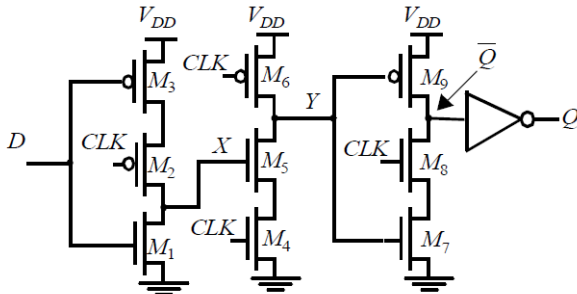 V_DD V_DD V_DD
CLK M_3 M_6 M_9 Q̅
D CLK M_2 X Y Q
M_5 CLK M_8
M_1 CLK M_4 M_7